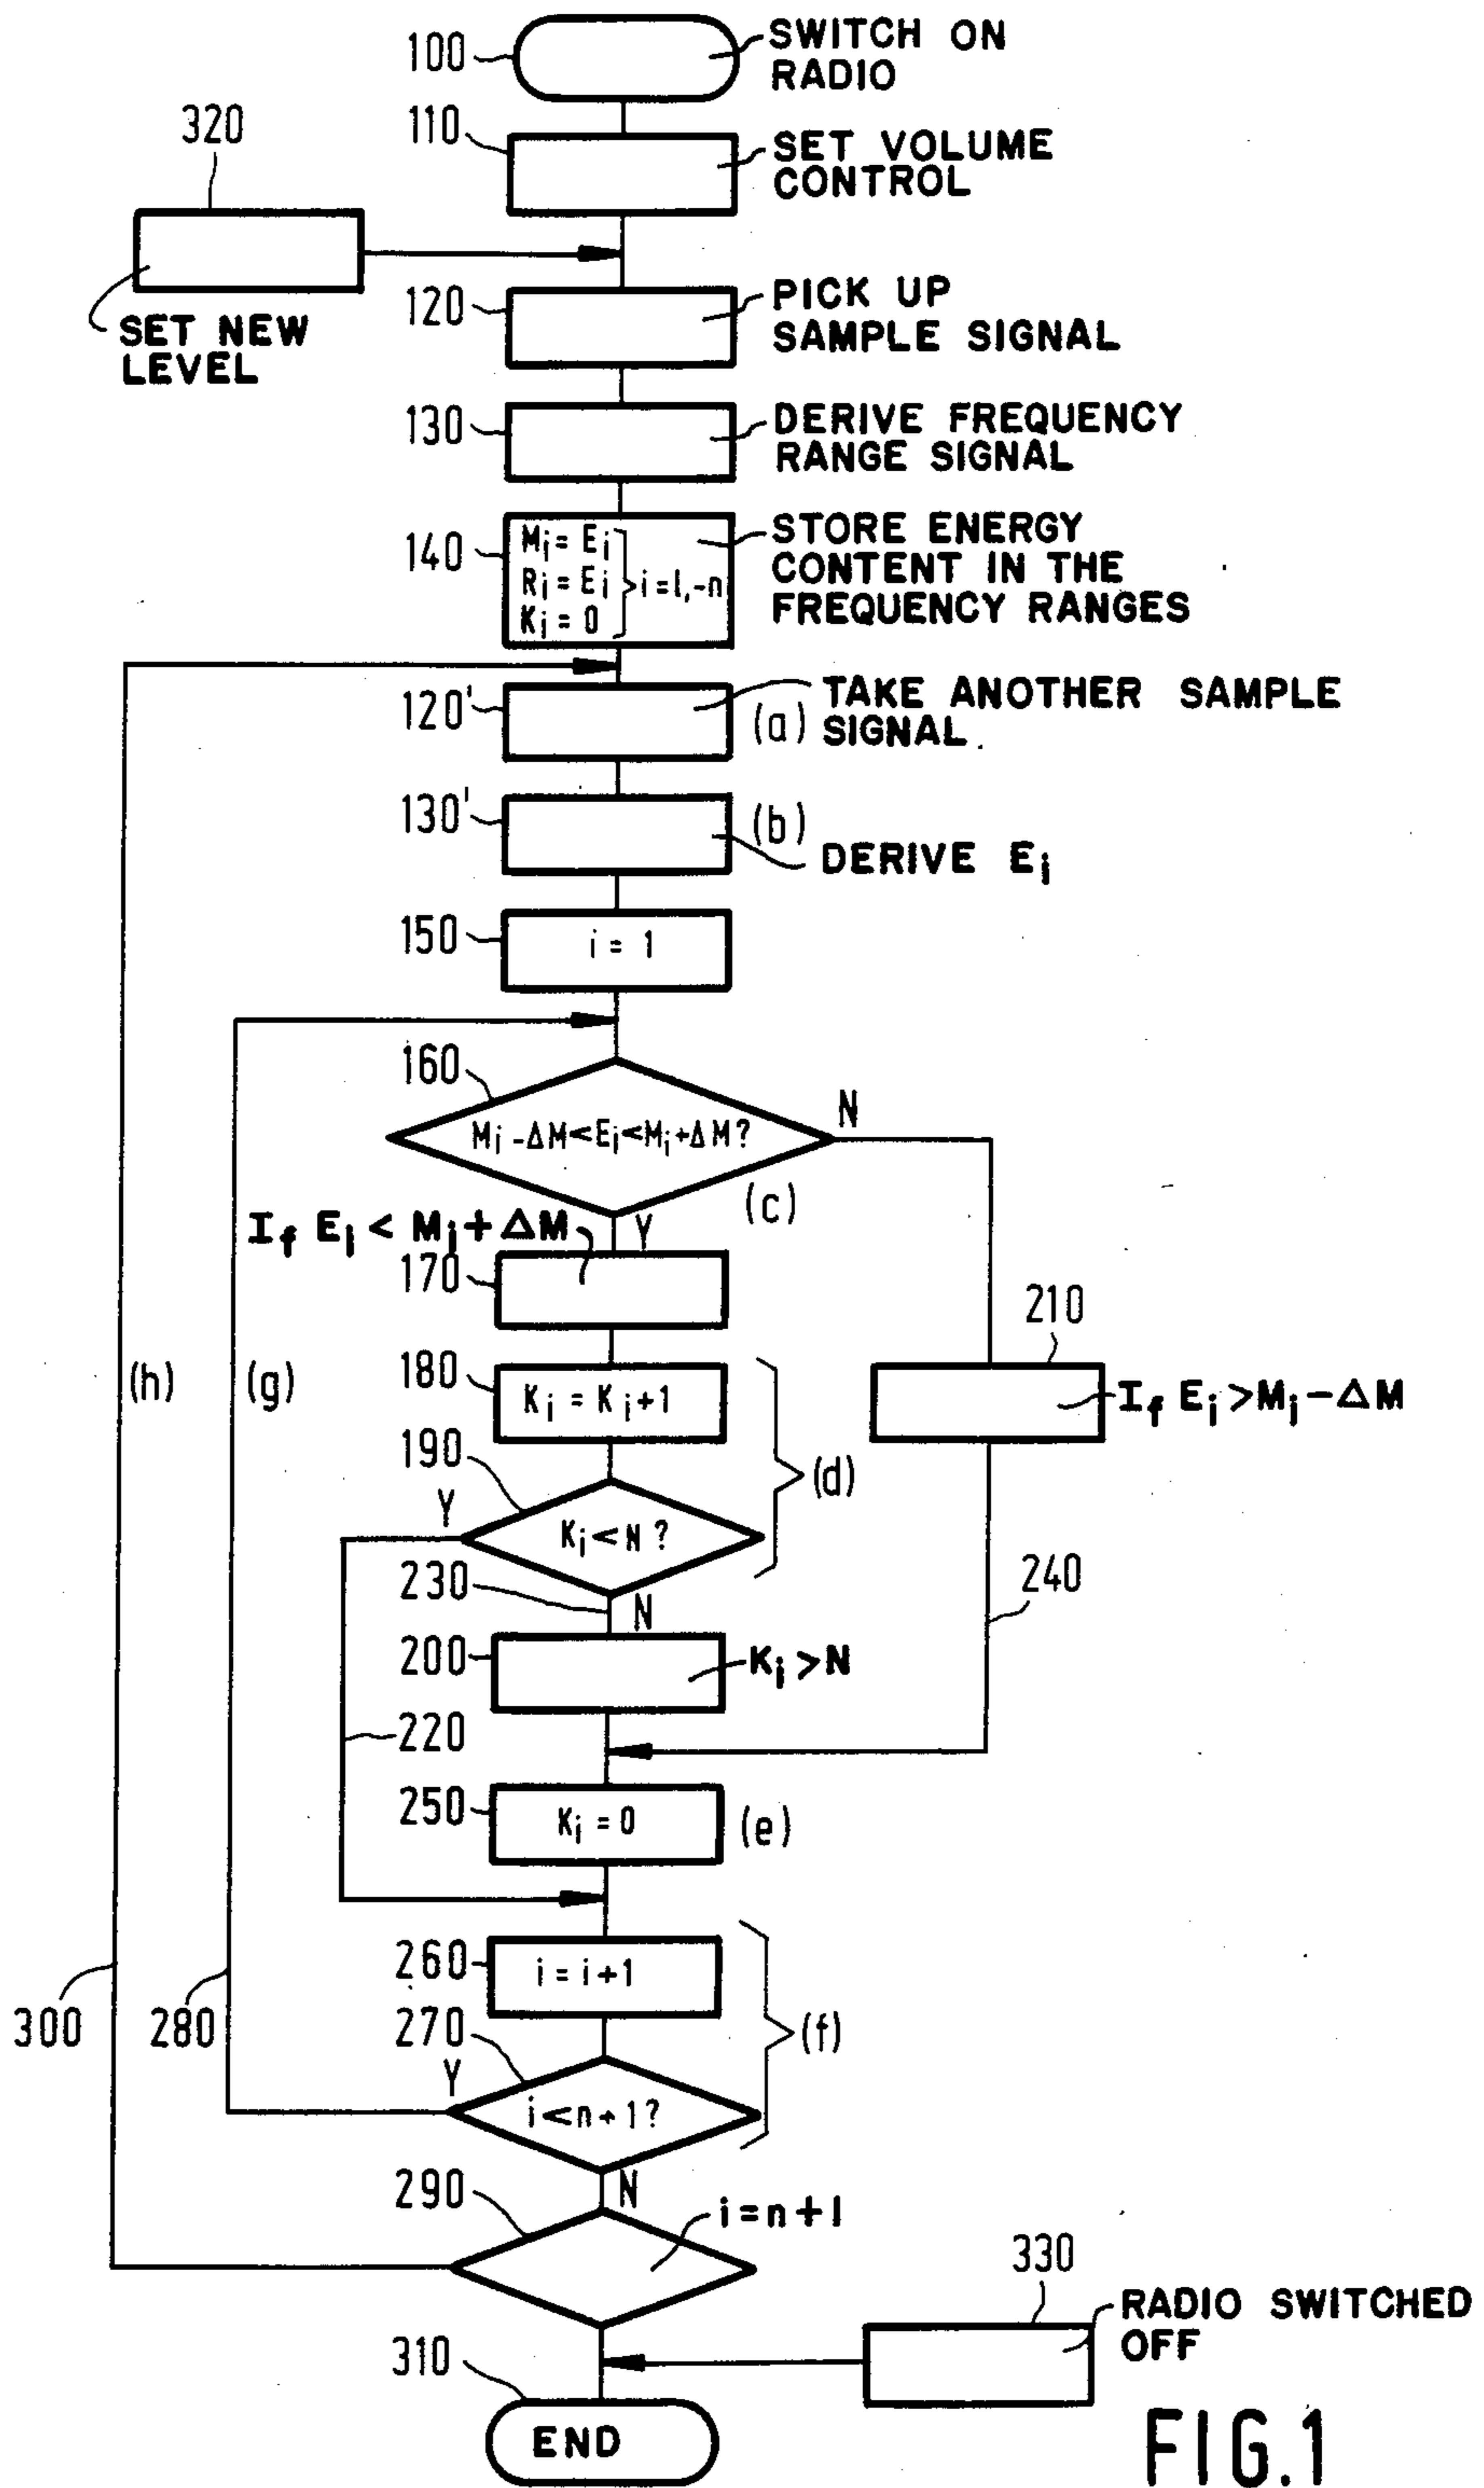 100
SWITCH ON
RADIO
110
SET VOLUME
CONTROL
320
SET NEW
LEVEL
120
PICK UP
SAMPLE SIGNAL
130
DERIVE FREQUENCY
RANGE SIGNAL
140
Mi = Ei
Ri = Ei
Ki = 0
i = 1,-n
STORE ENERGY
CONTENT IN THE
FREQUENCY RANGES
120'
(a)
TAKE ANOTHER SAMPLE
SIGNAL
130'
(b)
DERIVE Ei
150
i = 1
160
Mi - ΔM < Ei < Mi + ΔM ?
N
(c)
If Ei < Mi + ΔM
Y
170
210
If Ei > Mi - ΔM
(h)
(g)
180
Ki = Ki + 1
190
(d)
Y
Ki < N ?
230
N
240
200
Ki > N
220
250
Ki = 0
(e)
260
i = i + 1
300
280
270
(f)
Y
i < n + 1 ?
290
N
i = n + 1
330
RADIO SWITCHED
OFF
310
END
FIG.1